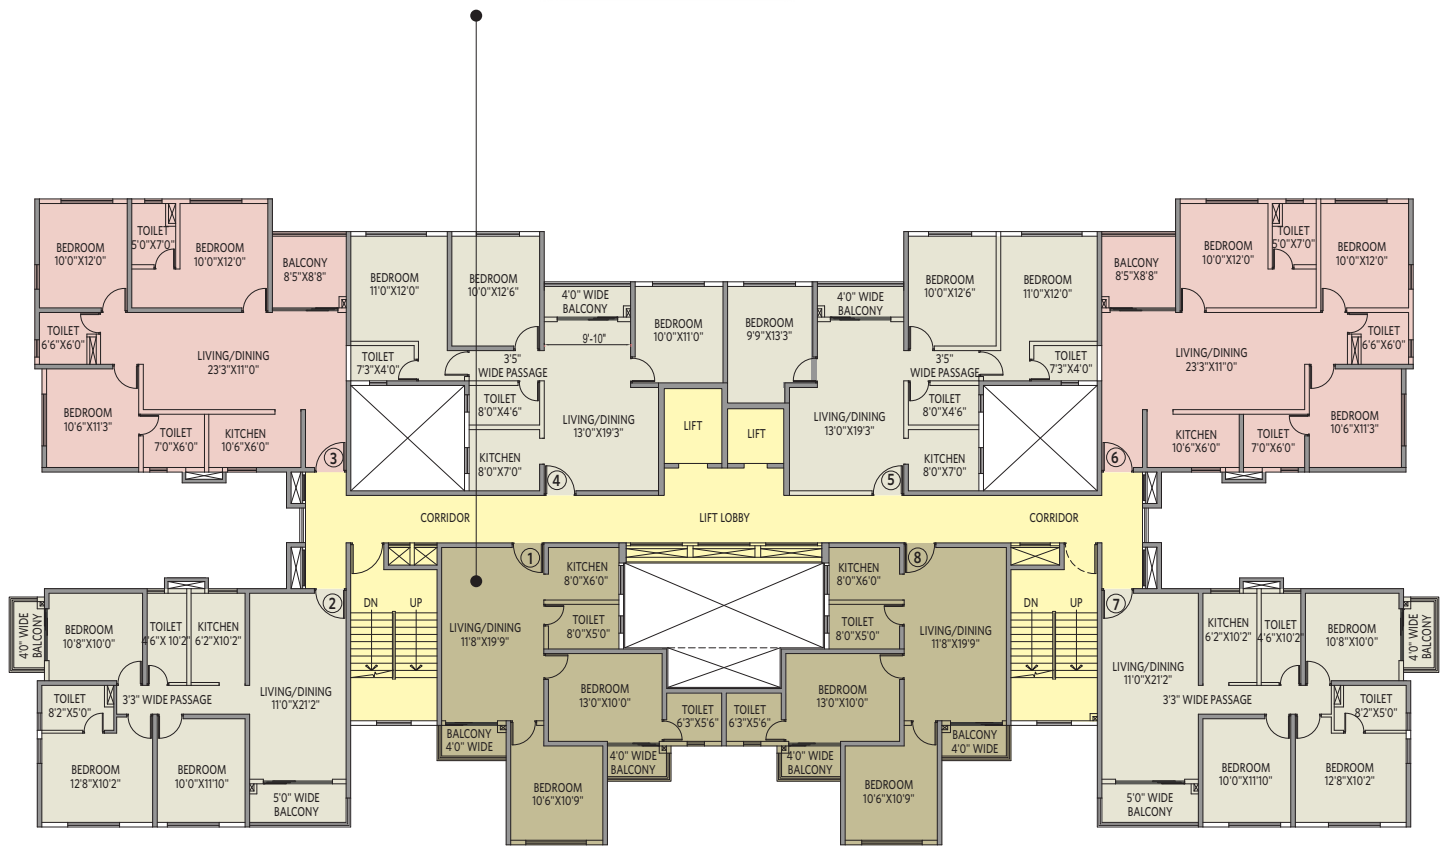 BEDROOM
10'0"X12'0"
TOILET
5'0"X7'0"
BEDROOM
10'0"X12'0"
BALCONY
8'5"X8'8"
TOILET
6'6"X6'0"
LIVING/DINING
23'3"X11'0"
BEDROOM
10'6"X11'3"
TOILET
7'0"X6'0"
KITCHEN
10'6"X6'0"
3
BEDROOM
11'0"X12'0"
BEDROOM
10'0"X12'6"
4'0" WIDE
BALCONY
9'-10"
BEDROOM
10'0"X11'0"
TOILET
7'3"X4'0"
3'5"
WIDE PASSAGE
TOILET
8'0"X4'6"
LIVING/DINING
13'0"X19'3"
KITCHEN
8'0"X7'0"
4
LIFT
LIFT
BEDROOM
9'9"X13'3"
4'0" WIDE
BALCONY
BEDROOM
10'0"X12'6"
BEDROOM
11'0"X12'0"
3'5"
WIDE PASSAGE
TOILET
7'3"X4'0"
TOILET
8'0"X4'6"
LIVING/DINING
13'0"X19'3"
KITCHEN
8'0"X7'0"
5
BALCONY
8'5"X8'8"
BEDROOM
10'0"X12'0"
TOILET
5'0"X7'0"
BEDROOM
10'0"X12'0"
LIVING/DINING
23'3"X11'0"
TOILET
6'6"X6'0"
BEDROOM
10'6"X11'3"
KITCHEN
10'6"X6'0"
TOILET
7'0"X6'0"
6
CORRIDOR
LIFT LOBBY
CORRIDOR
2
4'0" WIDE
BALCONY
BEDROOM
10'8"X10'0"
TOILET
4'6"X 10'2"
KITCHEN
6'2"X10'2"
TOILET
8'2"X5'0"
3'3" WIDE PASSAGE
LIVING/DINING
11'0"X21'2"
BEDROOM
12'8"X10'2"
BEDROOM
10'0"X11'10"
5'0" WIDE
BALCONY
DN
UP
1
KITCHEN
8'0"X6'0"
TOILET
8'0"X5'0"
LIVING/DINING
11'8"X19'9"
BEDROOM
13'0"X10'0"
TOILET
6'3"X5'6"
BALCONY
4'0" WIDE
4'0" WIDE
BALCONY
BEDROOM
10'6"X10'9"
8
KITCHEN
8'0"X6'0"
TOILET
8'0"X5'0"
LIVING/DINING
11'8"X19'9"
TOILET
6'3"X5'6"
BEDROOM
13'0"X10'0"
4'0" WIDE
BALCONY
BALCONY
4'0" WIDE
BEDROOM
10'6"X10'9"
DN
UP
7
KITCHEN
6'2"X10'2"
TOILET
4'6"X10'2"
BEDROOM
10'8"X10'0"
4'0" WIDE
BALCONY
LIVING/DINING
11'0"X21'2"
3'3" WIDE PASSAGE
TOILET
8'2"X5'0"
5'0" WIDE
BALCONY
BEDROOM
10'0"X11'10"
BEDROOM
12'8"X10'2"